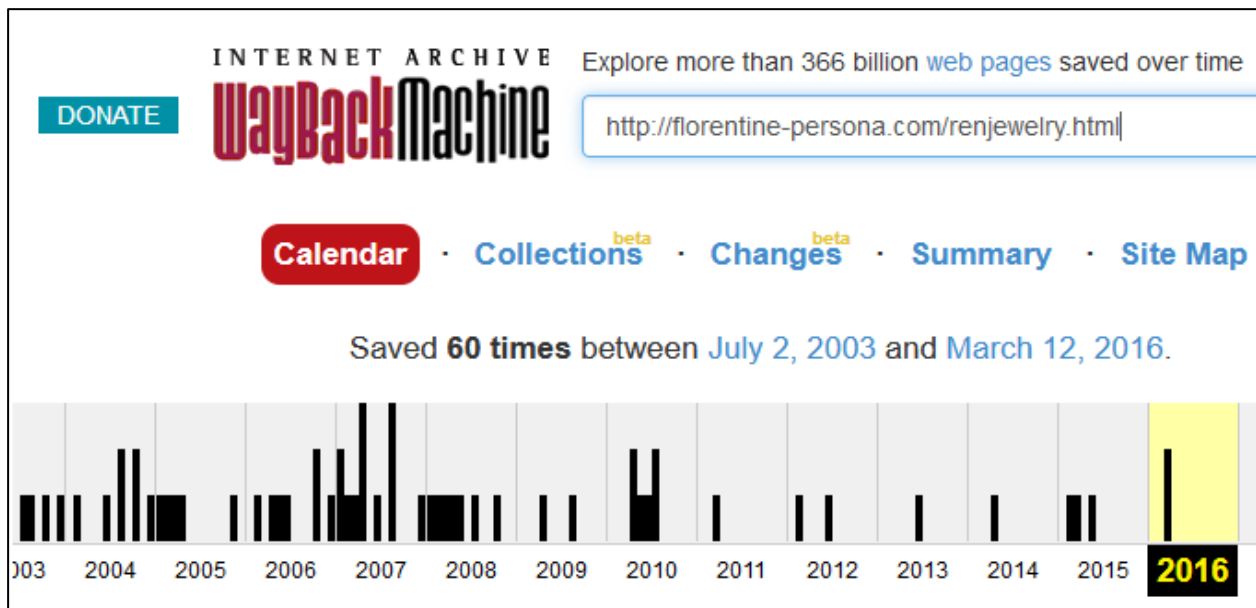 INTERNET ARCHIVE
WayBackMachine
DONATE
Explore more than 366 billion web pages saved over time
http://florentine-persona.com/renjewelry.html
Calendar · Collections beta · Changes beta · Summary · Site Map
Saved 60 times between July 2, 2003 and March 12, 2016.
003 2004 2005 2006 2007 2008 2009 2010 2011 2012 2013 2014 2015 2016